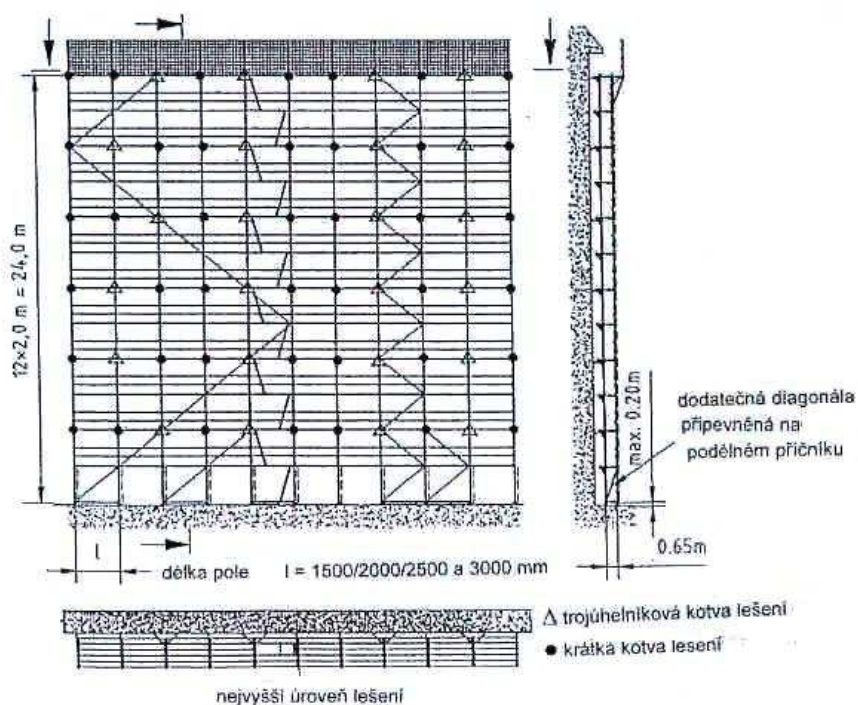 12×2,0 m = 24,0 m
max. 0.20m
dodatečná diagonála
připevněná na
podélném příčníku
0.65m
l
délka pole l = 1500/2000/2500 a 3000 mm
∆ trojúhelníková kotva lešení
• krátká kotva lesení
nejvyšší úroveň lešení